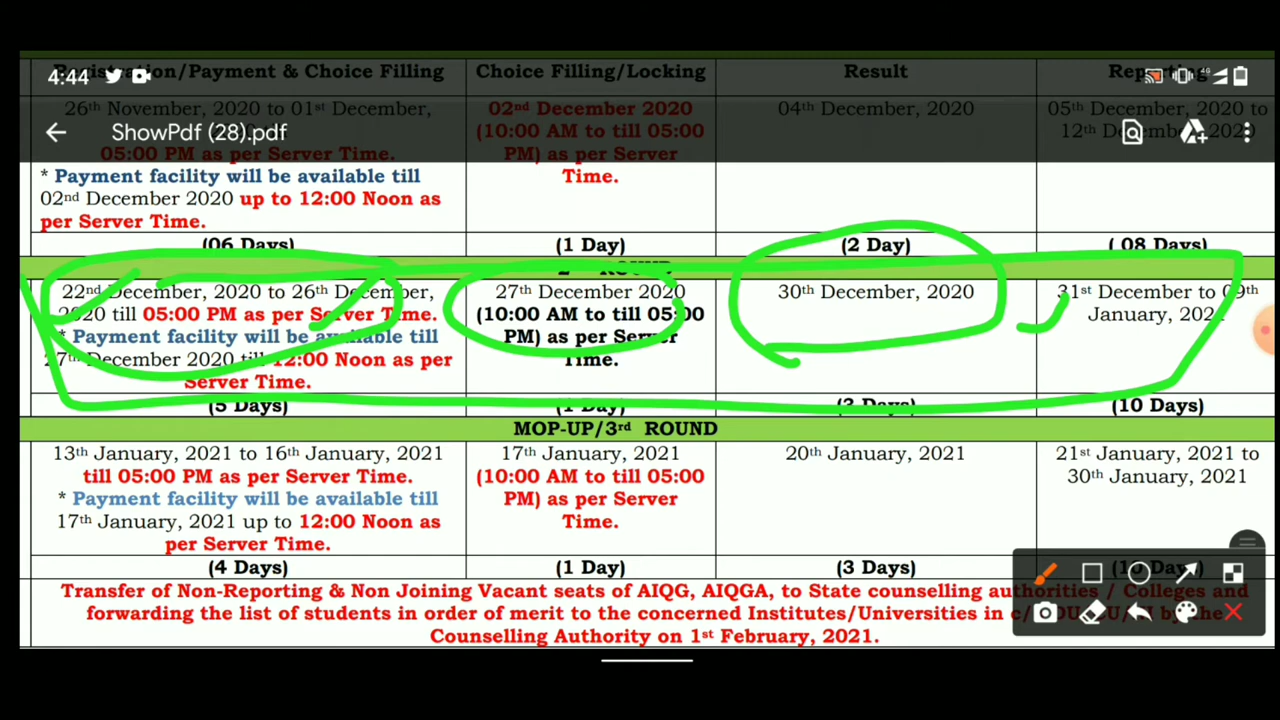 Registration/Payment & Choice Filling
Choice Filling/Locking
Result
4:44
26th November, 2020 to 01st December,
02nd December 2020
04th December, 2020
05th December, 2020 to
(10:00 AM to till 05:00
12th December, 2020
ShowPdf (28).pdf
05:00 PM as per Server Time.
PM) as per Server
* Payment facility will be available till
Time.
02nd December 2020 up to 12:00 Noon as
per Server Time.
(06 Days)
(1 Day)
(2 Day)
( 08 Days)
ROUND
22nd December, 2020 to 26th December,
27th December 2020
30th December, 2020
31st December to 09th
2020 till 05:00 PM as per Server Time.
(10:00 AM to till 05:00
January, 2021
* Payment facility will be available till
PM) as per Server
27th December 2020 till 12:00 Noon as per
Time.
Server Time.
(5 Days)
(1 Day)
(3 Days)
(10 Days)
MOP-UP/3rd ROUND
13th January, 2021 to 16th January, 2021
17th January, 2021
20th January, 2021
21st January, 2021 to
till 05:00 PM as per Server Time.
(10:00 AM to till 05:00
30th January, 2021
* Payment facility will be available till
PM) as per Server
17th January, 2021 up to 12:00 Noon as
Time.
per Server Time.
(4 Days)
(1 Day)
(3 Days)
(10 Days)
Transfer of Non-Reporting & Non Joining Vacant seats of AIQG, AIQGA, to State counselling authorities / Colleges and
forwarding the list of students in order of merit to the concerned Institutes/Universities in by the
Counselling Authority on 1st February, 2021.